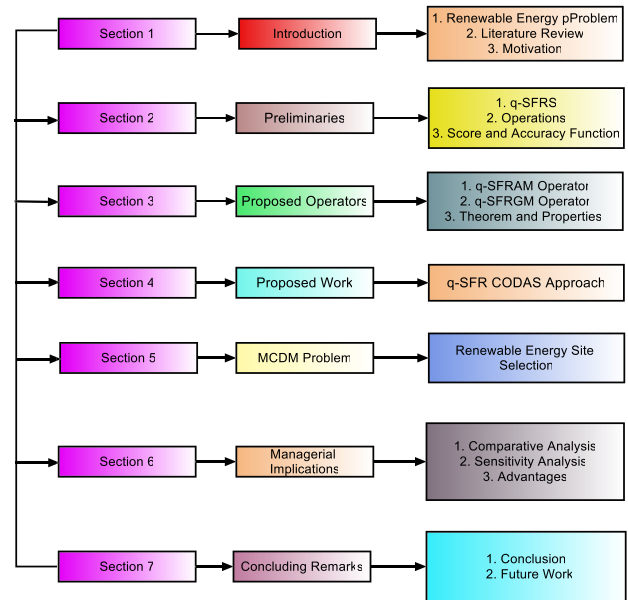 Section 1
Introduction
1. Renewable Energy pProblem
2. Literature Review
3. Motivation
Section 2
Preliminaries
1. q-SFRS
2. Operations
3. Score and Accuracy Function
Section 3
Proposed Operators
1. q-SFRAM Operator
2. q-SFRGM Operator
3. Theorem and Properties
Section 4
Proposed Work
q-SFR CODAS Approach
Section 5
MCDM Problem
Renewable Energy Site
Selection
Section 6
Managerial
Implications
1. Comparative Analysis
2. Sensitivity Analysis
3. Advantages
Section 7
Concluding Remarks
1. Conclusion
2. Future Work